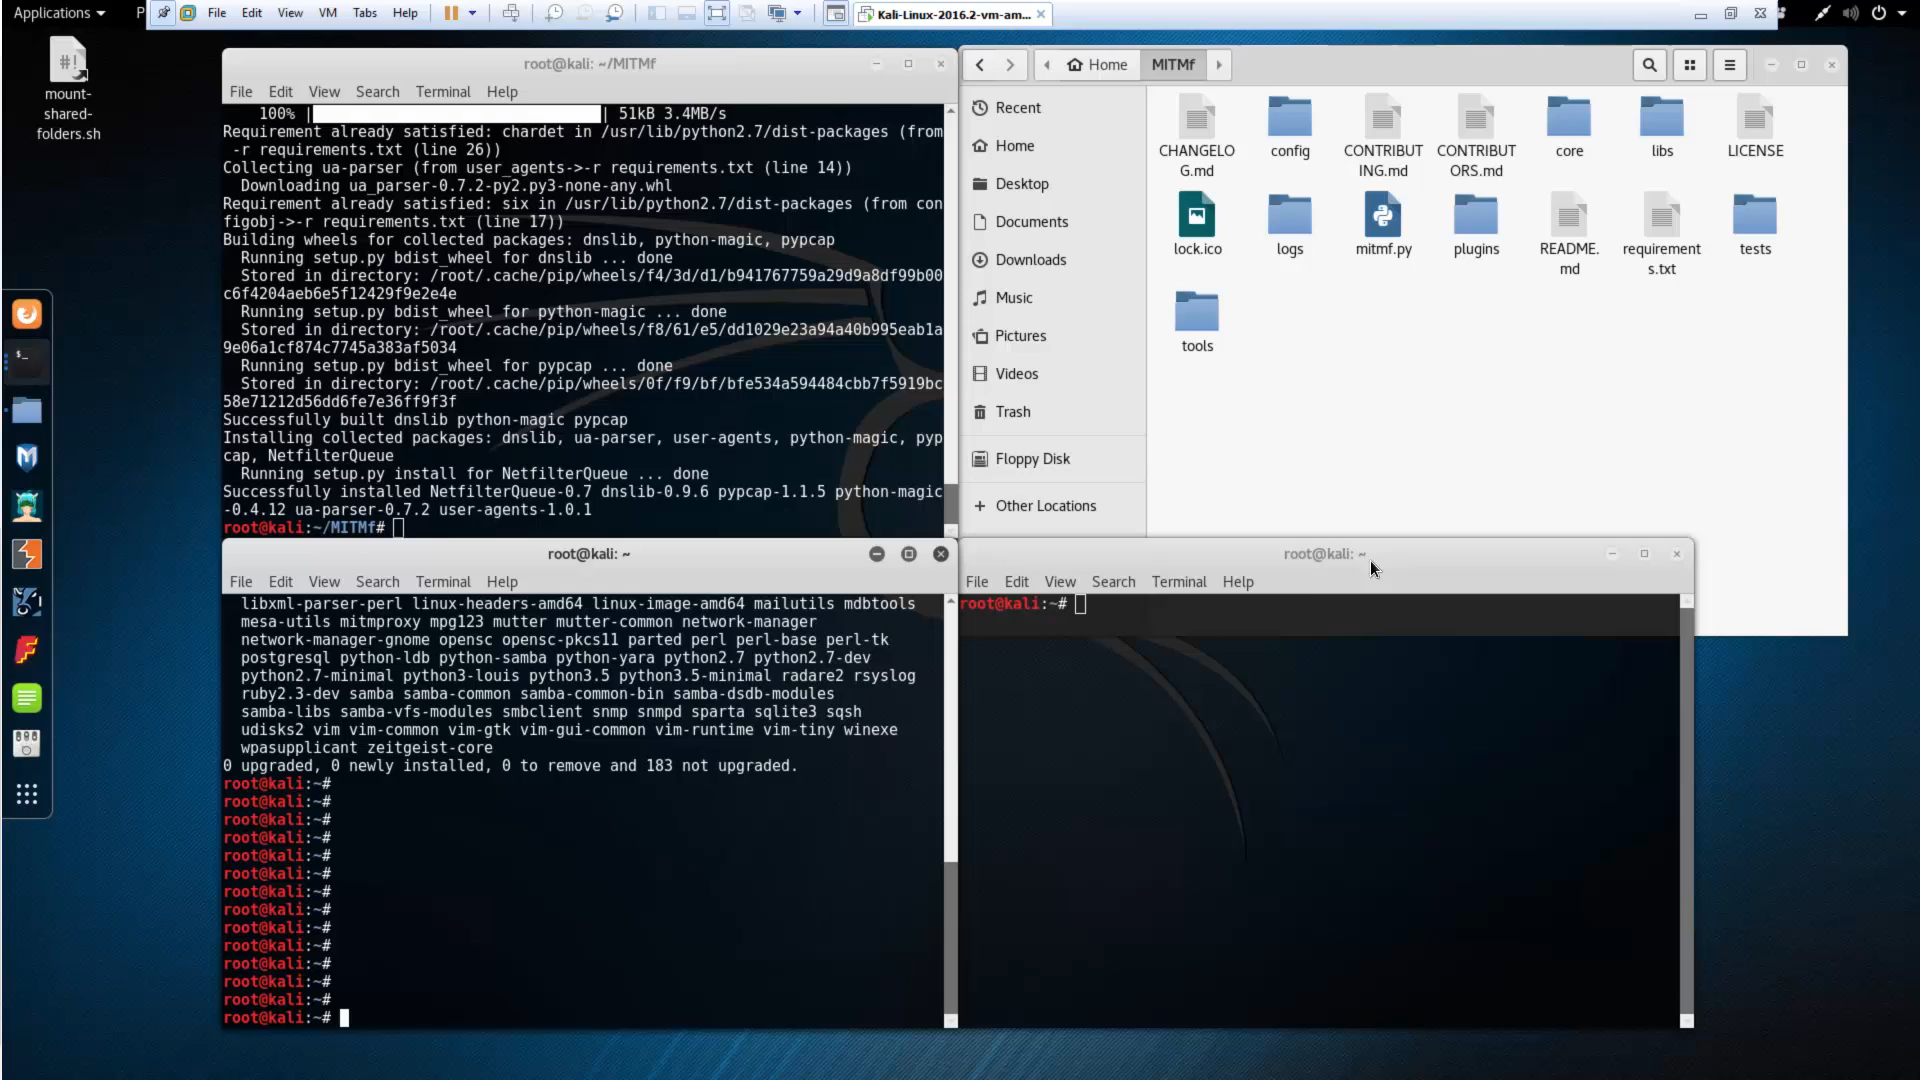 Applications
P
File Edit View VM Tabs Help
Kali-Linux-2016.2-vm-am...
#!
mount-
shared-
folders.sh
root@kali: ~/MITMf
File Edit View Search Terminal Help
100% | | 51kB 3.4MB/s
Requirement already satisfied: chardet in /usr/lib/python2.7/dist-packages (from
-r requirements.txt (line 26))
Collecting ua-parser (from user_agents->-r requirements.txt (line 14))
Downloading ua_parser-0.7.2-py2.py3-none-any.whl
Requirement already satisfied: six in /usr/lib/python2.7/dist-packages (from con
figobj->-r requirements.txt (line 17))
Building wheels for collected packages: dnslib, python-magic, pypcap
Running setup.py bdist_wheel for dnslib ... done
Stored in directory: /root/.cache/pip/wheels/f4/3d/d1/b941767759a29d9a8df99b00
c6f4204aeb6e5f12429f9e2e4e
Running setup.py bdist_wheel for python-magic ... done
Stored in directory: /root/.cache/pip/wheels/f8/61/e5/dd1029e23a94a40b995eab1a
9e06a1cf874c7745a383af5034
Running setup.py bdist_wheel for pypcap ... done
Stored in directory: /root/.cache/pip/wheels/0f/f9/bf/bfe534a594484cbb7f5919bc
58e71212d56dd6fe7e36ff9f3f
Successfully built dnslib python-magic pypcap
Installing collected packages: dnslib, ua-parser, user-agents, python-magic, pyp
cap, NetfilterQueue
Running setup.py install for NetfilterQueue ... done
Successfully installed NetfilterQueue-0.7 dnslib-0.9.6 pypcap-1.1.5 python-magic
-0.4.12 ua-parser-0.7.2 user-agents-1.0.1
root@kali:~/MITMf#
Home MITMf
Recent
Home
Desktop
Documents
Downloads
Music
Pictures
Videos
Trash
Floppy Disk
+ Other Locations
CHANGELO
G.md
config
CONTRIBUT
ING.md
CONTRIBUT
ORS.md
core
libs
LICENSE
lock.ico
logs
mitmf.py
plugins
README.
md
requirement
s.txt
tests
tools
root@kali: ~
File Edit View Search Terminal Help
libxml-parser-perl linux-headers-amd64 linux-image-amd64 mailutils mdbtools
mesa-utils mitmproxy mpg123 mutter mutter-common network-manager
network-manager-gnome opensc opensc-pkcs11 parted perl perl-base perl-tk
postgresql python-ldb python-samba python-yara python2.7 python2.7-dev
python2.7-minimal python3-louis python3.5 python3.5-minimal radare2 rsyslog
ruby2.3-dev samba samba-common samba-common-bin samba-dsdb-modules
samba-libs samba-vfs-modules smbclient snmp snmpd sparta sqlite3 sqsh
udisks2 vim vim-common vim-gtk vim-gui-common vim-runtime vim-tiny winexe
wpasupplicant zeitgeist-core
0 upgraded, 0 newly installed, 0 to remove and 183 not upgraded.
root@kali:~#
root@kali:~#
root@kali:~#
root@kali:~#
root@kali:~#
root@kali:~#
root@kali:~#
root@kali:~#
root@kali:~#
root@kali:~#
root@kali:~#
root@kali:~#
root@kali:~#
root@kali:~#
root@kali: ~
File Edit View Search Terminal Help
root@kali:~#